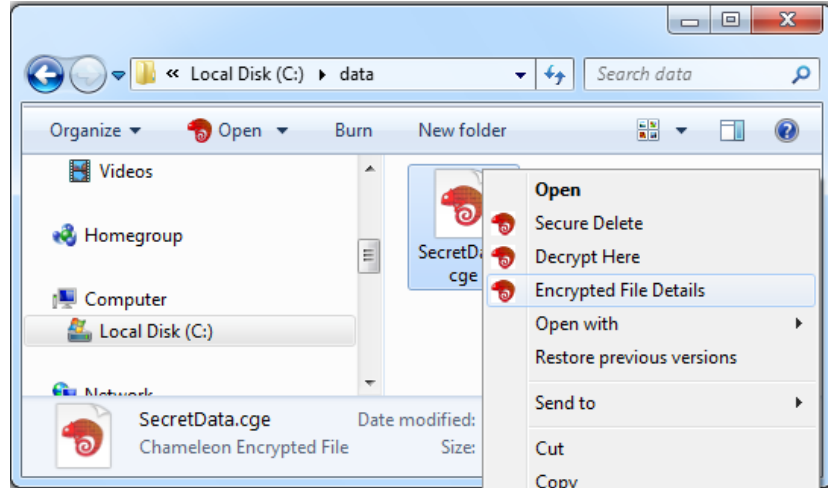 « Local Disk (C:) ▸ data
Search data
Organize Open Burn New folder
Videos
Homegroup
Computer
Local Disk (C:)
Network
cge
Open
Secure Delete
Decrypt Here
Encrypted File Details
Open with
Restore previous versions
Send to
Cut
Copy
SecretData.cge Date modified:
Chameleon Encrypted File Size: